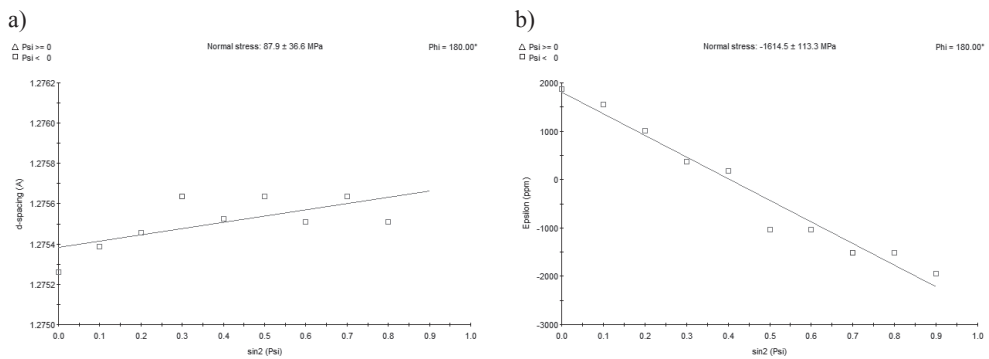 a)
△ Psi >= 0
□ Psi < 0
Normal stress: 87.9 ± 36.6 MPa
Phi = 180.00°
1.2762
1.2760
1.2758
1.2756
1.2754
1.2752
1.2750
d-spacing (A)
0.0 0.1 0.2 0.3 0.4 0.5 0.6 0.7 0.8 0.9 1.0
sin2 (Psi)
b)
△ Psi >= 0
□ Psi < 0
Normal stress: -1614.5 ± 113.3 MPa
Phi = 180.00°
2000
1000
0
-1000
-2000
-3000
Epsilon (ppm)
0.0 0.1 0.2 0.3 0.4 0.5 0.6 0.7 0.8 0.9 1.0
sin2 (Psi)